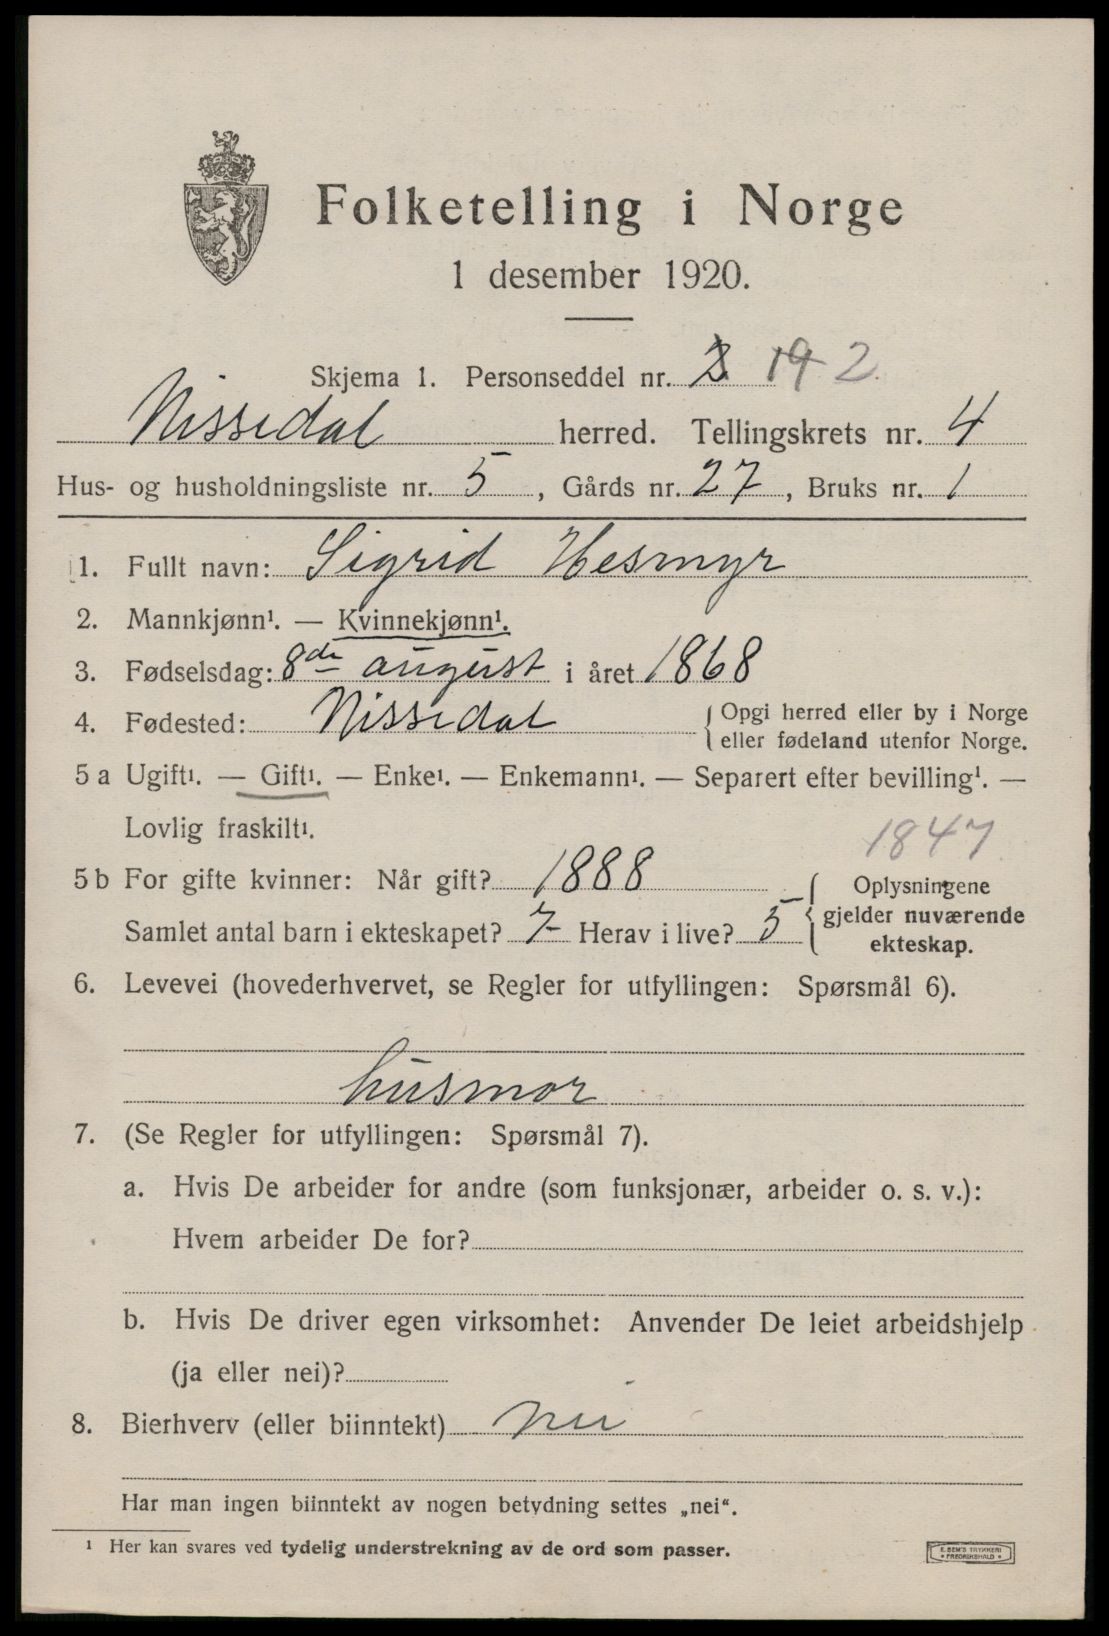 Folketelling i Norge
1 desember 1920.
Skjema 1. Personseddel nr. 2 192
Nissedal herred. Tellingskrets nr. 4
Hus- og husholdningsliste nr. 5, Gårds nr. 27, Bruks nr. 1
1. Fullt navn: Sigrid Hesmyr
2. Mannkjønn¹. — Kvinnekjønn¹.
3. Fødselsdag: 8de august i året 1868
4. Fødested: Nissedal { Opgi herred eller by i Norge
eller fødeland utenfor Norge.
5 a Ugift¹. — Gift¹. — Enke¹. — Enkemann¹. — Separert efter bevilling¹. —
Lovlig fraskilt¹.
1847
5 b For gifte kvinner: Når gift? 1888 { Oplysningene
Samlet antal barn i ekteskapet? 7 Herav i live? 5 gjelder nuværende
ekteskap.
6. Levevei (hovederhvervet, se Regler for utfyllingen: Spørsmål 6).
husmor
7. (Se Regler for utfyllingen: Spørsmål 7).
a. Hvis De arbeider for andre (som funksjonær, arbeider o. s. v.):
Hvem arbeider De for?
b. Hvis De driver egen virksomhet: Anvender De leiet arbeidshjelp
(ja eller nei)?
8. Bierhverv (eller biinntekt) nei
Har man ingen biinntekt av nogen betydning settes „nei“.
¹ Her kan svares ved tydelig understrekning av de ord som passer.
E. SEM'S TRYKKERI
• FREDRIKSHALD •